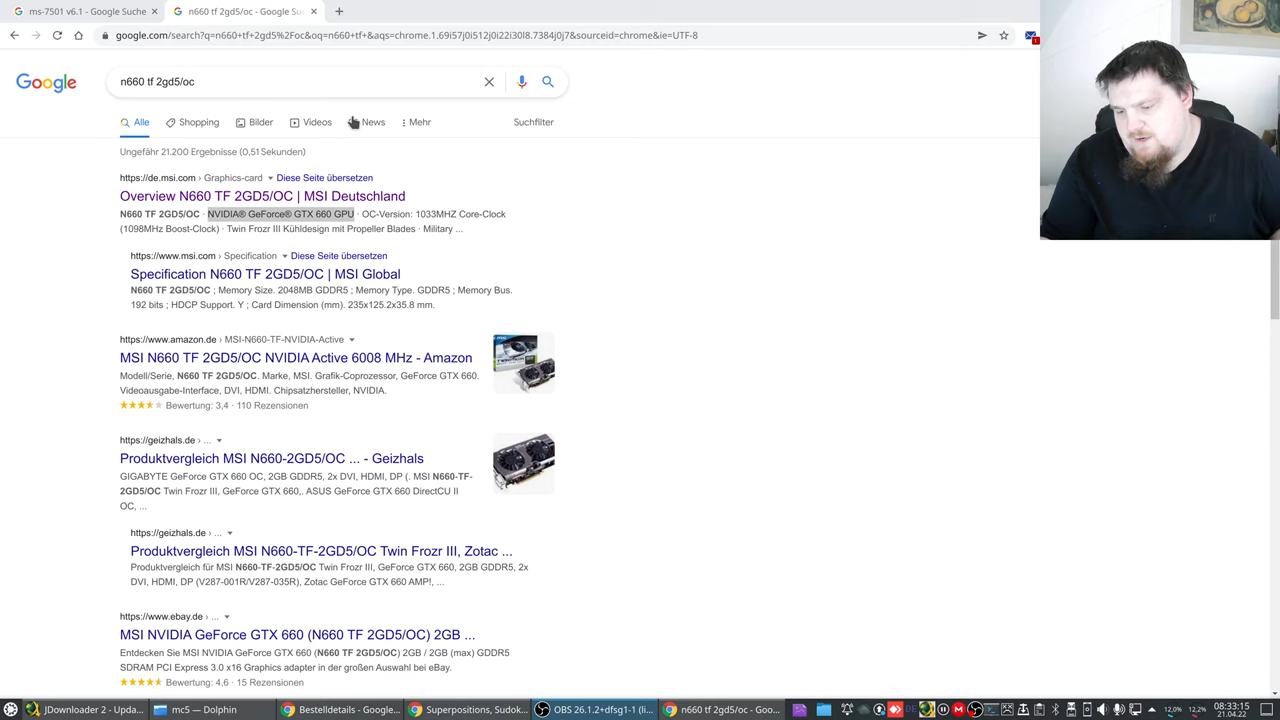 ms-7501 v6.1 - Google Suche
n660 tf 2gd5/oc - Google Suc
google.com/search?q=n660+tf+2gd5%2Foc&oq=n660+tf+&aqs=chrome.1.69i57j0i512j0i22i30l8.7384j0j7&sourceid=chrome&ie=UTF-8
Google
n660 tf 2gd5/oc
Alle
Shopping
Bilder
Videos
News
Mehr
Suchfilter
Ungefähr 21.200 Ergebnisse (0,51 Sekunden)
https://de.msi.com › Graphics-card Diese Seite übersetzen
Overview N660 TF 2GD5/OC | MSI Deutschland
N660 TF 2GD5/OC · NVIDIA® GeForce® GTX 660 GPU · OC-Version: 1033MHZ Core-Clock
(1098MHz Boost-Clock) · Twin Frozr III Kühldesign mit Propeller Blades · Military ...
https://www.msi.com › Specification Diese Seite übersetzen
Specification N660 TF 2GD5/OC | MSI Global
N660 TF 2GD5/OC ; Memory Size. 2048MB GDDR5 ; Memory Type. GDDR5 ; Memory Bus.
192 bits ; HDCP Support. Y ; Card Dimension (mm). 235x125.2x35.8 mm.
https://www.amazon.de › MSI-N660-TF-NVIDIA-Active
MSI N660 TF 2GD5/OC NVIDIA Active 6008 MHz - Amazon
Modell/Serie, N660 TF 2GD5/OC. Marke, MSI. Grafik-Coprozessor, GeForce GTX 660.
Videoausgabe-Interface, DVI, HDMI. Chipsatzhersteller, NVIDIA.
Bewertung: 3,4 · 110 Rezensionen
https://geizhals.de › ...
Produktvergleich MSI N660-2GD5/OC ... - Geizhals
GIGABYTE GeForce GTX 660 OC, 2GB GDDR5, 2x DVI, HDMI, DP (. MSI N660-TF-
2GD5/OC Twin Frozr III, GeForce GTX 660,. ASUS GeForce GTX 660 DirectCU II
OC, ...
https://geizhals.de › ...
Produktvergleich MSI N660-TF-2GD5/OC Twin Frozr III, Zotac ...
Produktvergleich für MSI N660-TF-2GD5/OC Twin Frozr III, GeForce GTX 660, 2GB GDDR5, 2x
DVI, HDMI, DP (V287-001R/V287-035R), Zotac GeForce GTX 660 AMP!, ...
https://www.ebay.de › ...
MSI NVIDIA GeForce GTX 660 (N660 TF 2GD5/OC) 2GB ...
Entdecken Sie MSI NVIDIA GeForce GTX 660 (N660 TF 2GD5/OC) 2GB / 2GB (max) GDDR5
SDRAM PCI Express 3.0 x16 Graphics adapter in der großen Auswahl bei eBay.
Bewertung: 4,6 · 15 Rezensionen
JDownloader 2 - Upda...
mc5 — Dolphin
Bestelldetails - Google...
Superpositions, Sudok...
OBS 26.1.2+dfsg1-1 (li...
n660 tf 2gd5/oc - Goo...
DE
12,0%
12,2%
08:33:15
21.04.22